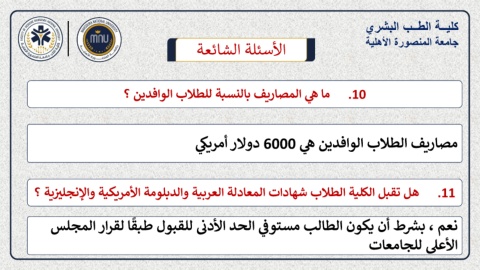 كليـة الطـب البشري
جامعة المنصورة الأهلية
MNU
الأسئلة الشائعة
10. ما هي المصاريف بالنسبة للطلاب الوافدين ؟
مصاريف الطلاب الوافدين هي 6000 دولار أمريكي
11. هل تقبل الكلية الطلاب شهادات المعادلة العربية والدبلومة الأمريكية والإنجليزية ؟
نعم ، بشرط أن يكون الطالب مستوفي الحد الأدنى للقبول طبقًا لقرار المجلس
الأعلى للجامعات